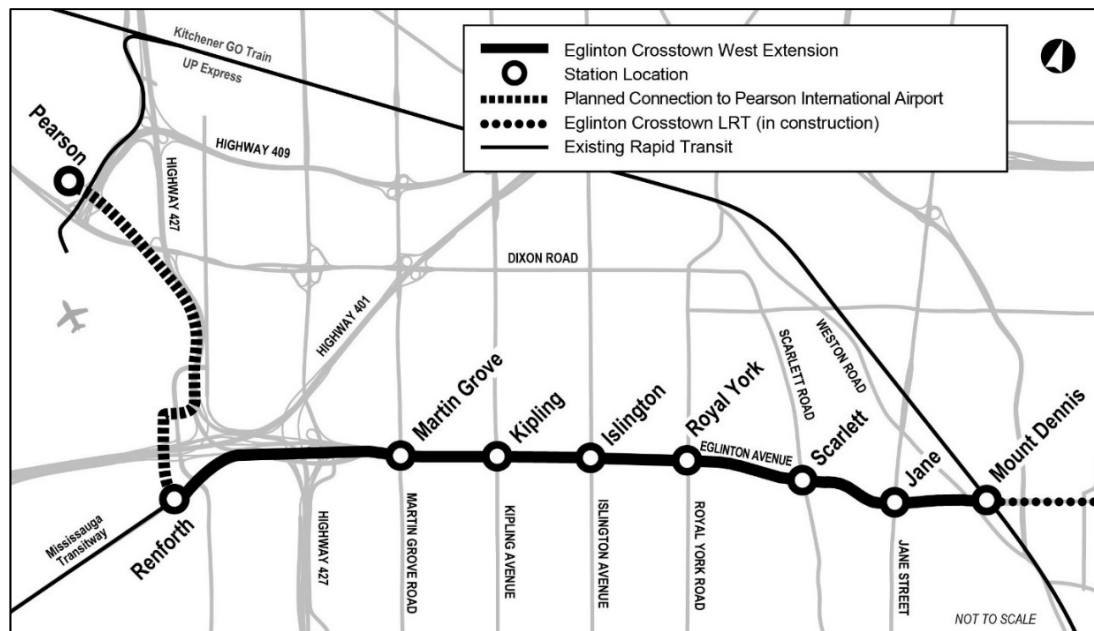 Kitchener GO Train
UP Express
Eglinton Crosstown West Extension
Station Location
Planned Connection to Pearson International Airport
Eglinton Crosstown LRT (in construction)
Existing Rapid Transit
Pearson
HIGHWAY 409
HIGHWAY 427
DIXON ROAD
HIGHWAY 401
SCARLETT ROAD
WESTON ROAD
Martin Grove
Kipling
Islington
Royal York
EGLINTON AVENUE
Scarlett
Jane
Mount Dennis
Renforth
Mississauga
Transitway
HIGHWAY 427
MARTIN GROVE ROAD
KIPLING AVENUE
ISLINGTON AVENUE
ROYAL YORK ROAD
JANE STREET
NOT TO SCALE